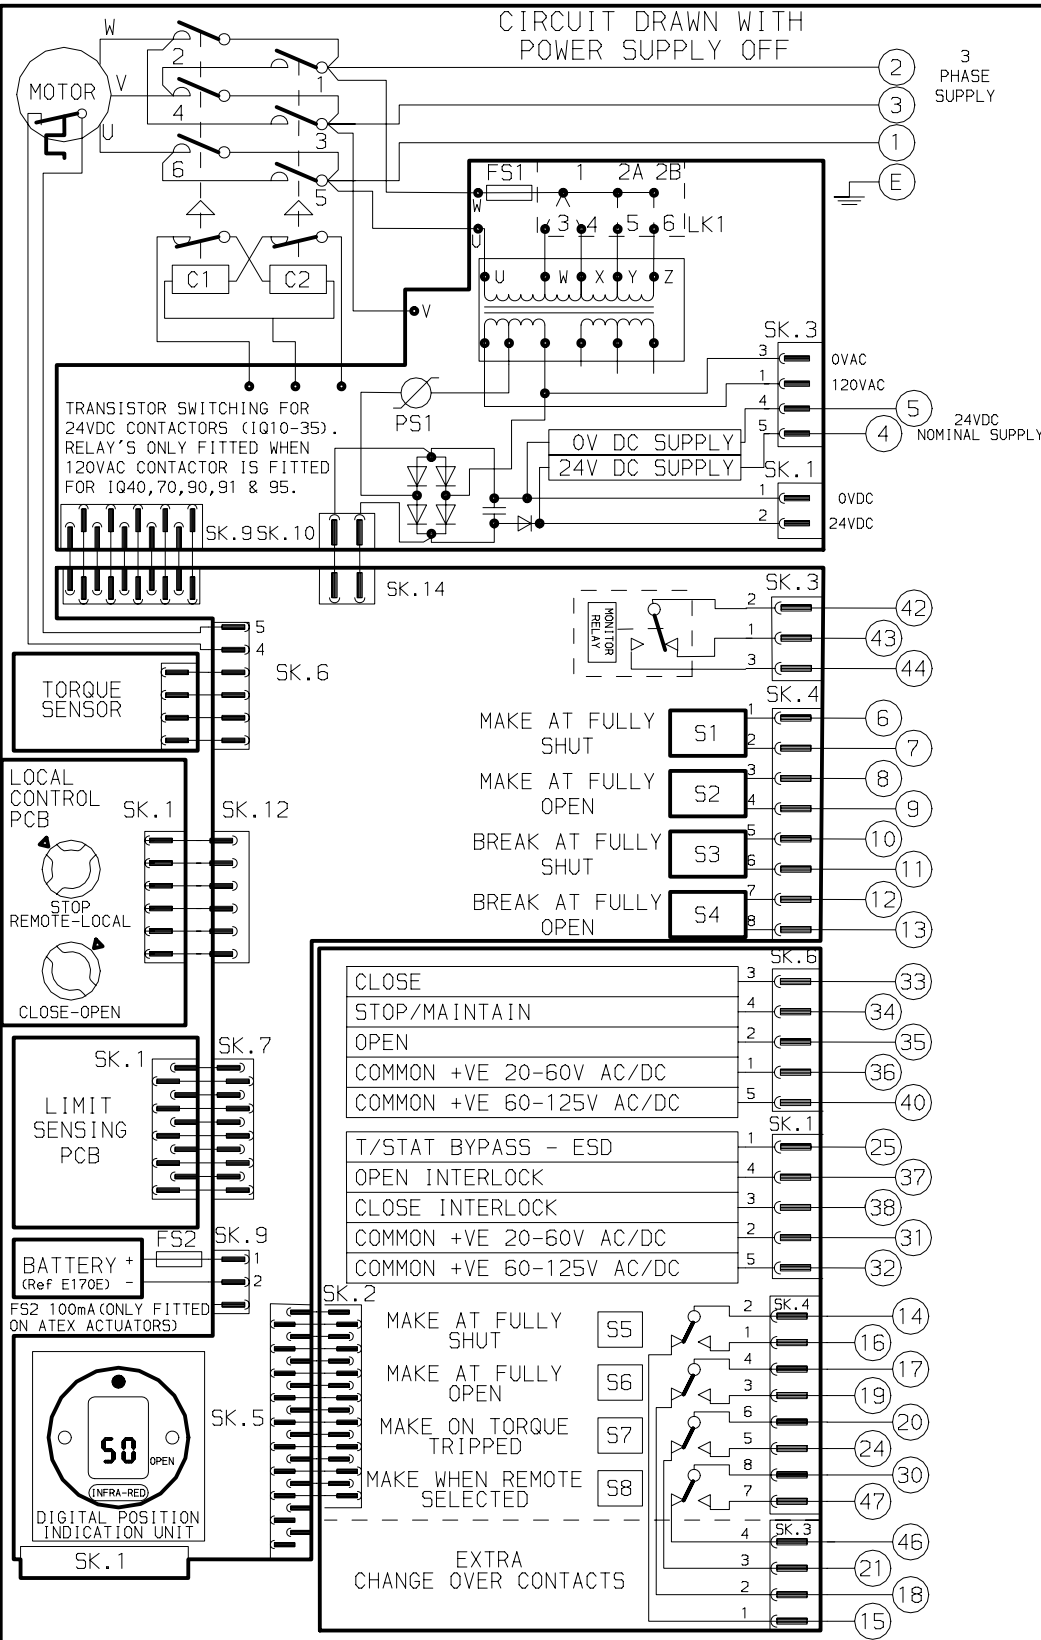 CIRCUIT DRAWN WITH
POWER SUPPLY OFF
W
2
1
2
3
PHASE
SUPPLY
MOTOR
V
4
3
3
U
6
5
1
E
FS1
1
2A 2B
W
U
3 4 5 6
LK1
C1
C2
U W X Y Z
V
SK.3
3
0VAC
1
120VAC
4
5
5
4
24VDC
NOMINAL SUPPLY
PS1
0V DC SUPPLY
24V DC SUPPLY
SK.1
1
0VDC
2
24VDC
TRANSISTOR SWITCHING FOR
24VDC CONTACTORS (IQ10-35).
RELAY'S ONLY FITTED WHEN
120VAC CONTACTOR IS FITTED
FOR IQ40,70,90,91 & 95.
SK.9 SK.10
SK.14
SK.3
MONITOR
RELAY
2
42
1
43
3
44
5
4
SK.6
TORQUE
SENSOR
SK.4
MAKE AT FULLY
SHUT
S1
1
6
2
7
MAKE AT FULLY
OPEN
S2
3
8
4
9
BREAK AT FULLY
SHUT
S3
5
10
6
11
BREAK AT FULLY
OPEN
S4
7
12
8
13
LOCAL
CONTROL
PCB
SK.1
SK.12
STOP
REMOTE-LOCAL
CLOSE-OPEN
SK.6
CLOSE
3
33
STOP/MAINTAIN
4
34
OPEN
2
35
COMMON +VE 20-60V AC/DC
1
36
COMMON +VE 60-125V AC/DC
5
40
SK.1
SK.7
LIMIT
SENSING
PCB
SK.1
T/STAT BYPASS - ESD
1
25
OPEN INTERLOCK
4
37
CLOSE INTERLOCK
3
38
COMMON +VE 20-60V AC/DC
2
31
COMMON +VE 60-125V AC/DC
5
32
BATTERY +
(Ref E170E) -
FS2
SK.9
1
2
FS2 100mA(ONLY FITTED
ON ATEX ACTUATORS)
SK.2
SK.4
MAKE AT FULLY
SHUT
S5
2
14
1
16
MAKE AT FULLY
OPEN
S6
4
17
3
19
SK.5
MAKE ON TORQUE
TRIPPED
S7
6
20
5
24
MAKE WHEN REMOTE
SELECTED
S8
8
30
7
47
50
OPEN
INFRA-RED
DIGITAL POSITION
INDICATION UNIT
SK.1
SK.3
EXTRA
CHANGE OVER CONTACTS
4
46
3
21
2
18
1
15